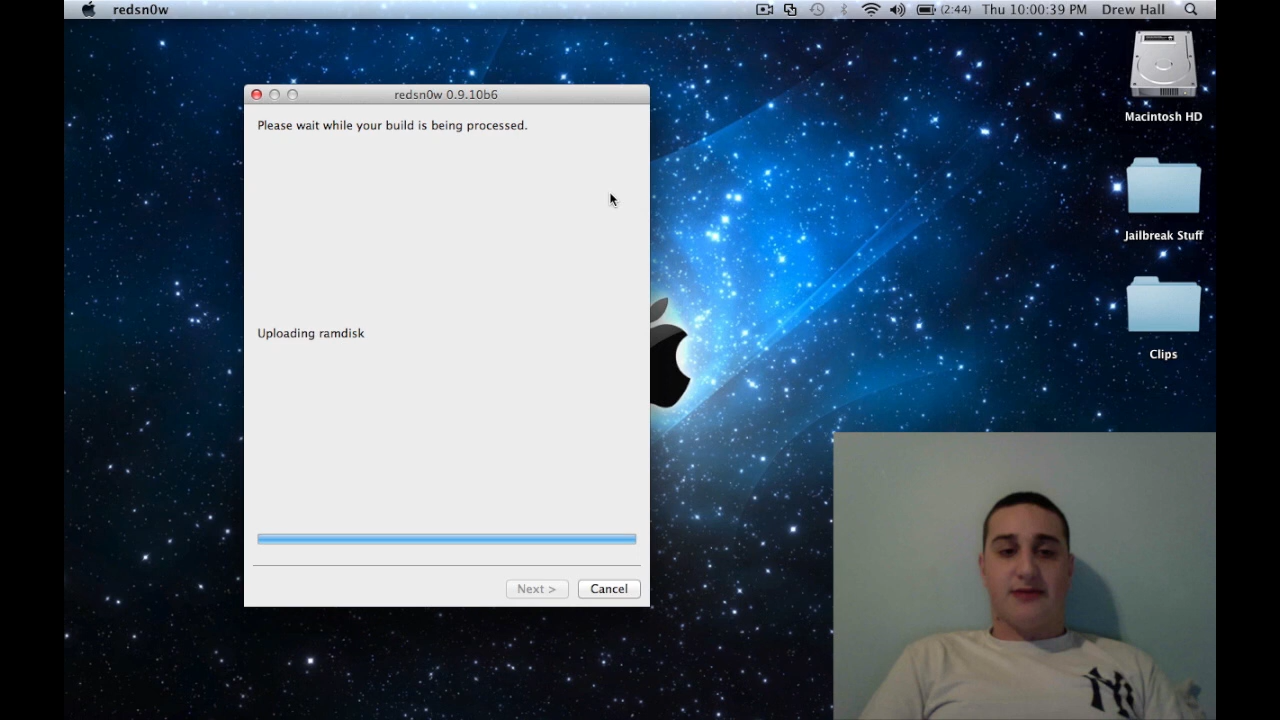 redsn0w
(2:44) Thu 10:00:39 PM Drew Hall
redsn0w 0.9.10b6
Please wait while your build is being processed.
Uploading ramdisk
Next >
Cancel
Macintosh HD
Jailbreak Stuff
Clips
NY